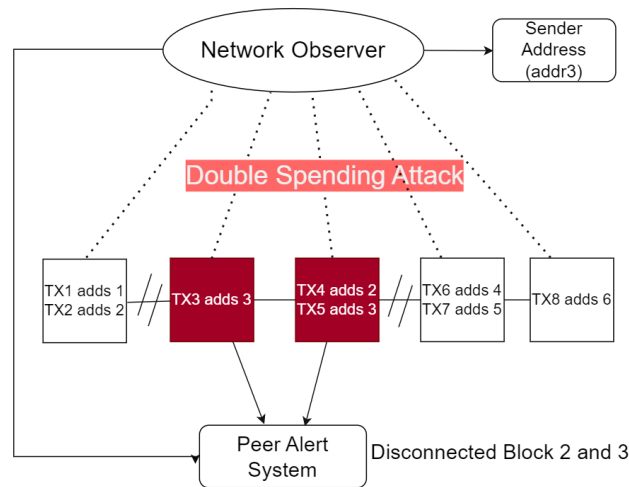 Network Observer
Sender
Address
(addr3)
Double Spending Attack
TX1 adds 1
TX2 adds 2
TX3 adds 3
TX4 adds 2
TX5 adds 3
TX6 adds 4
TX7 adds 5
TX8 adds 6
Peer Alert
System
Disconnected Block 2 and 3